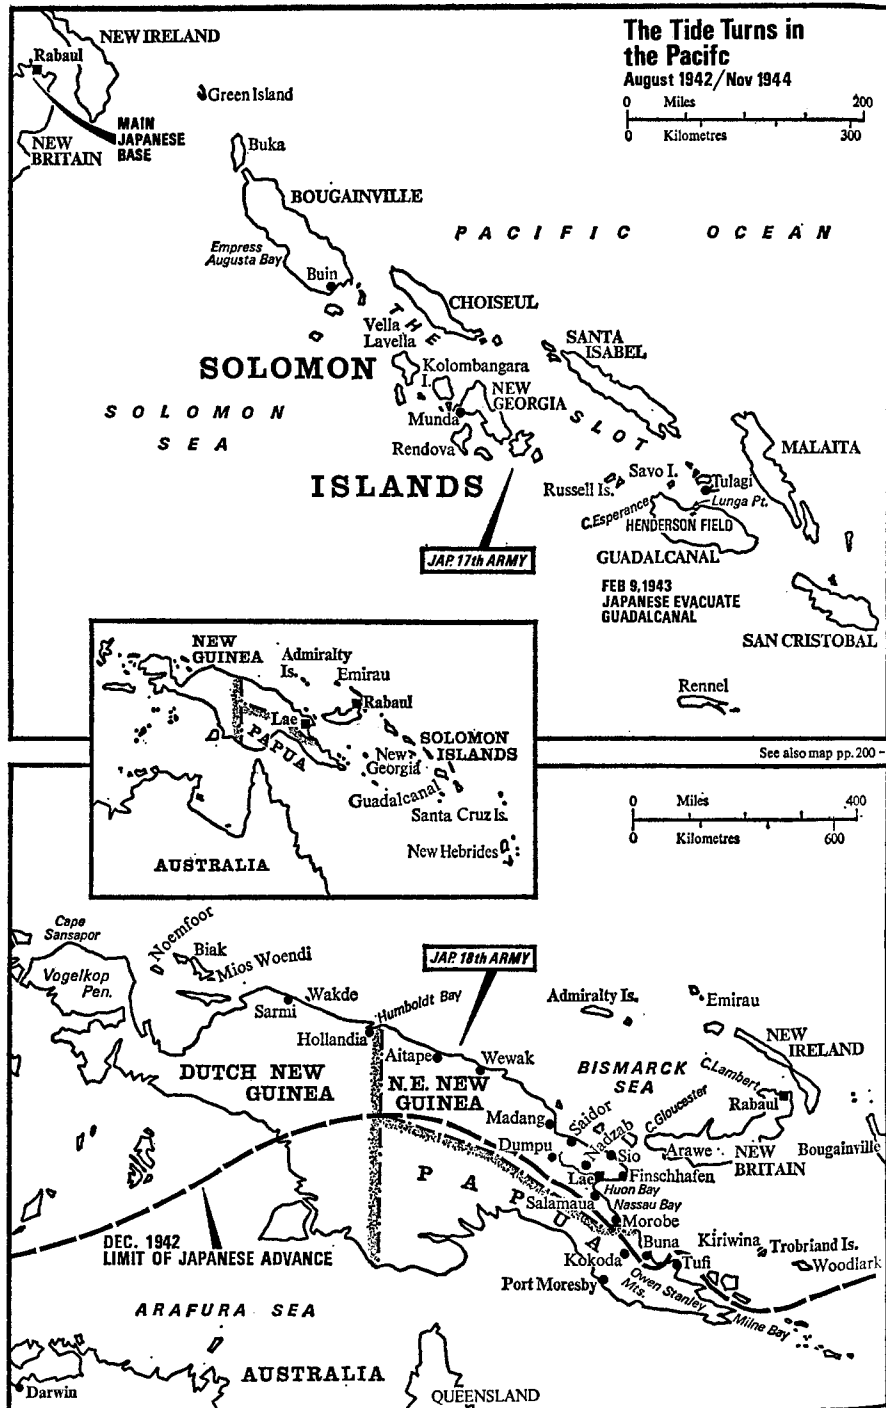 The Tide Turns in
the Pacifc
August 1942/Nov 1944
0 Miles 200
0 Kilometres 300
NEW IRELAND
Rabaul
Green Island
MAIN
JAPANESE
BASE
NEW
BRITAIN
Buka
BOUGAINVILLE
PACIFIC OCEAN
Empress
Augusta Bay
Buin
CHOISEUL
THE
SLOT
Vella
Lavella
SANTA
ISABEL
SOLOMON
ISLANDS
Kolombangara
I.
NEW
GEORGIA
SOLOMON
SEA
Munda
Rendova
MALAITA
Savo I.
Tulagi
Russell Is.
Lunga Pt.
C.Esperance
HENDERSON FIELD
GUADALCANAL
JAP. 17th ARMY
FEB 9,1943
JAPANESE EVACUATE
GUADALCANAL
SAN CRISTOBAL
Rennel
NEW
GUINEA
Admiralty
Is.
Emirau
Rabaul
Lae
PAPUA
SOLOMON
ISLANDS
New
Georgia
Guadalcanal
Santa Cruz Is.
New Hebrides
AUSTRALIA
See also map pp. 200 -
0 Miles 400
0 Kilometres 600
Cape
Sansapor
Noemfoor
Biak
Mios Woendi
Vogelkop
Pen.
JAP. 18th ARMY
Sarmi
Wakde
Humboldt Bay
Hollandia
Admiralty Is.
Emirau
NEW
IRELAND
Aitape
Wewak
BISMARCK
SEA
DUTCH NEW
GUINEA
N.E. NEW
GUINEA
C.Lambert
Rabaul
C.Gloucester
Madang
Saidor
Dumpu
Nadzab
Sio
Arawe
NEW
BRITAIN
Bougainville
Lae
Finschhafen
Huon Bay
Salamaua
Nassau Bay
Morobe
PAPUA
DEC. 1942
LIMIT OF JAPANESE ADVANCE
Buna
Kiriwina
Trobriand Is.
Kokoda
Tufi
Woodlark
Port Moresby
Owen Stanley
Mts.
Milne Bay
ARAFURA SEA
AUSTRALIA
Darwin
QUEENSLAND